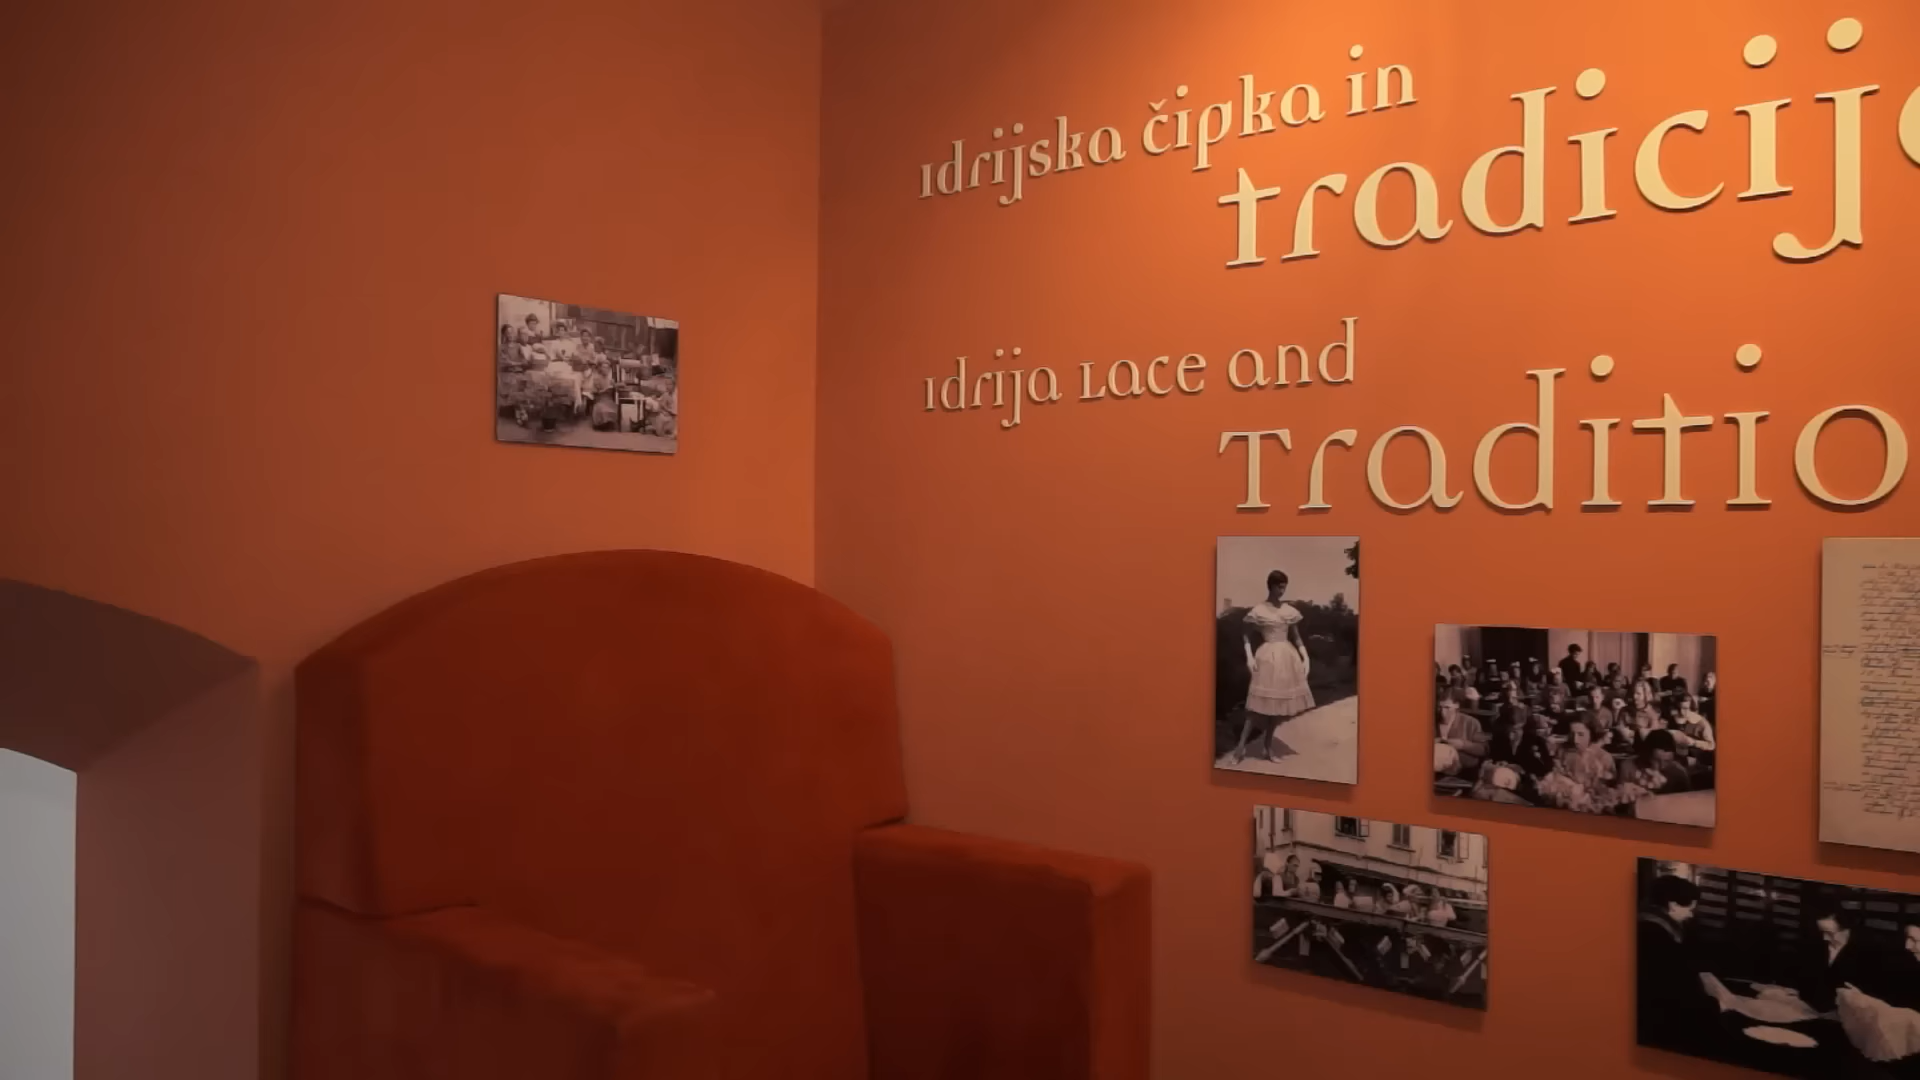 Idrijska čipka in
tradicij
Idrija Lace and
Traditio